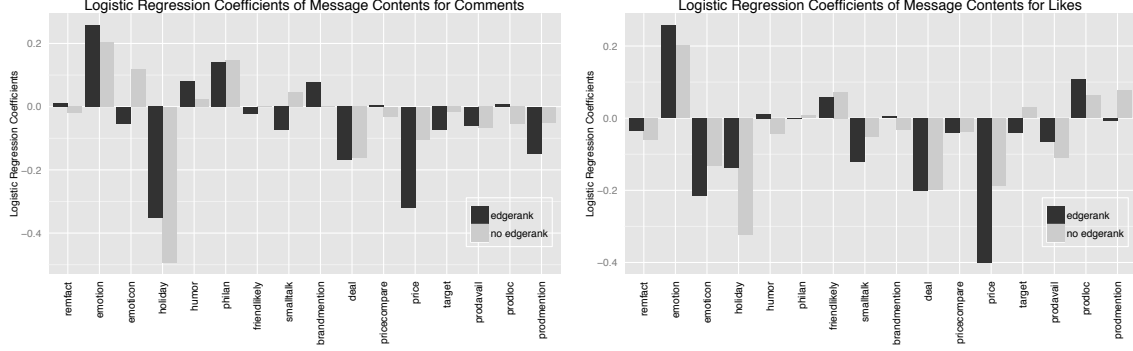 Logistic Regression Coefficients of Message Contents for Comments
Logistic Regression Coefficients
0.2
0.0
−0.2
−0.4
edgerank
no edgerank
remfact
emotion
emoticon
holiday
humor
philan
friendlikely
smalltalk
brandmention
deal
pricecompare
price
target
prodavail
prodloc
prodmention
Logistic Regression Coefficients of Message Contents for Likes
Logistic Regression Coefficients
0.2
0.0
−0.2
−0.4
edgerank
no edgerank
remfact
emotion
emoticon
holiday
humor
philan
friendlikely
smalltalk
brandmention
deal
pricecompare
price
target
prodavail
prodloc
prodmention